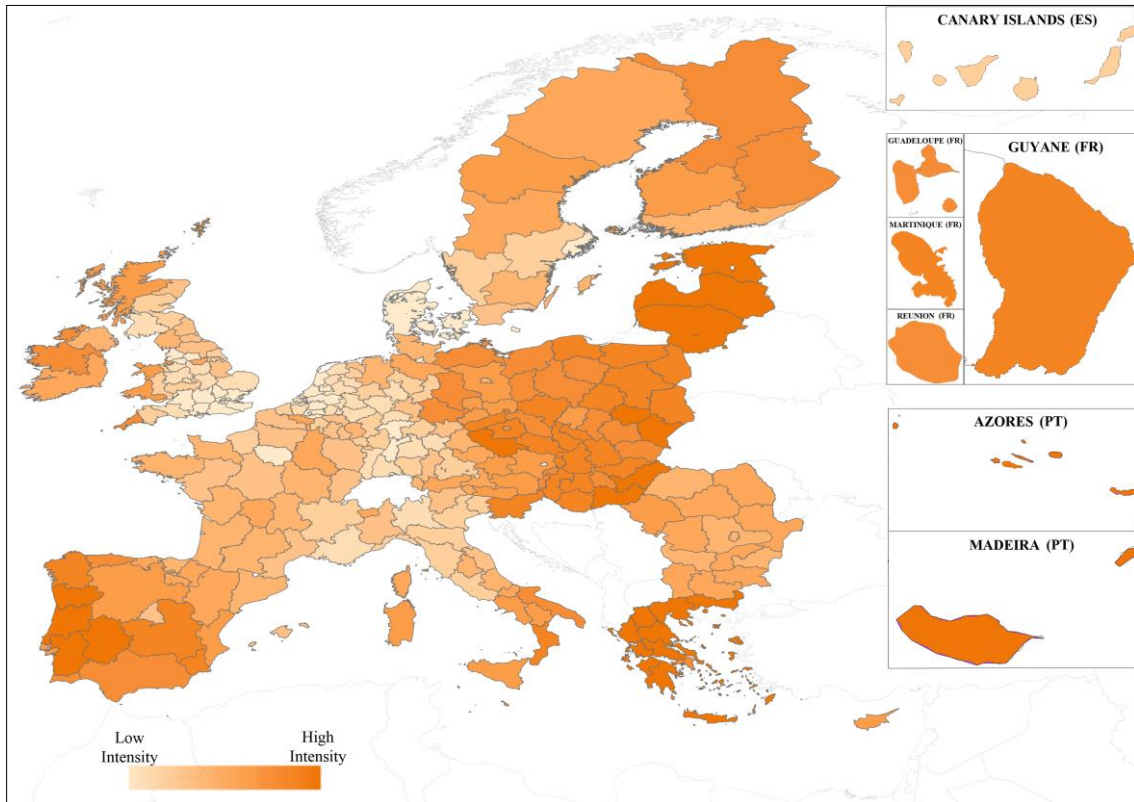 CANARY ISLANDS (ES)
GUADELOUPE (FR)
GUYANE (FR)
MARTINIQUE (FR)
REUNION (FR)
AZORES (PT)
MADEIRA (PT)
Low
Intensity
High
Intensity